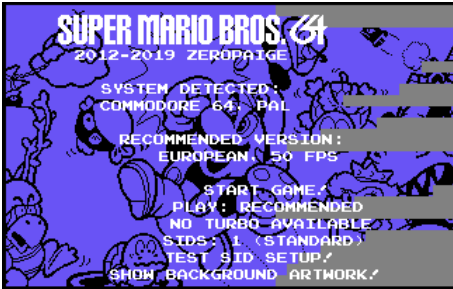 SUPER MARIO BROS. 64
2012-2019 ZEROPAIGE
SYSTEM DETECTED:
COMMODORE 64, PAL
RECOMMENDED VERSION:
EUROPEAN, 50 FPS
START GAME!
PLAY: RECOMMENDED
NO TURBO AVAILABLE
SIDS: 1 (STANDARD)
TEST SID SETUP!
SHOW BACKGROUND ARTWORK!